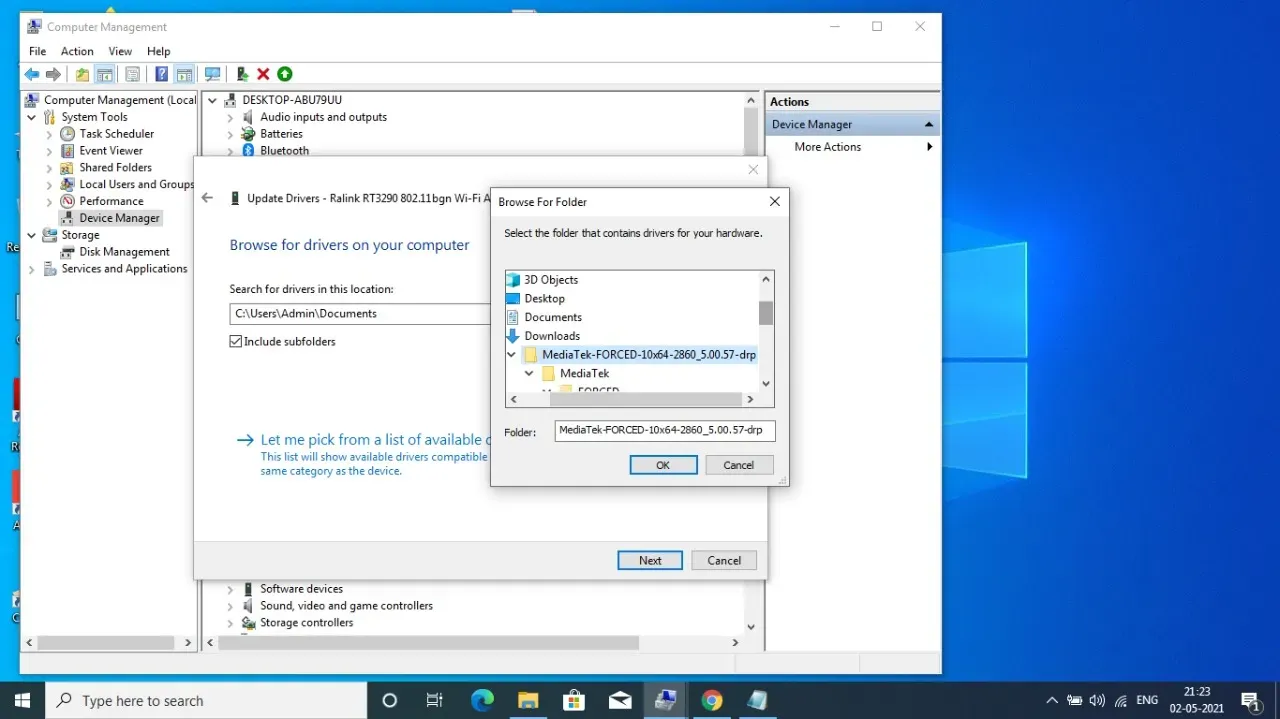 Computer Management
File Action View Help
Computer Management (Local
System Tools
Task Scheduler
Event Viewer
Shared Folders
Local Users and Groups
Performance
Device Manager
Storage
Disk Management
Services and Applications
DESKTOP-ABU79UU
Audio inputs and outputs
Batteries
Bluetooth
Actions
Device Manager
More Actions
Update Drivers - Ralink RT3290 802.11bgn Wi-Fi A
Browse for drivers on your computer
Search for drivers in this location:
C:\Users\Admin\Documents
Include subfolders
Let me pick from a list of available
This list will show available drivers compatible
same category as the device.
Next Cancel
Browse For Folder
Select the folder that contains drivers for your hardware.
3D Objects
Desktop
Documents
Downloads
MediaTek-FORCED-10x64-2860_5.00.57-drp
MediaTek
FORCED
Folder: MediaTek-FORCED-10x64-2860_5.00.57-drp
OK Cancel
Software devices
Sound, video and game controllers
Storage controllers
Type here to search
ENG
21:23
02-05-2021
1